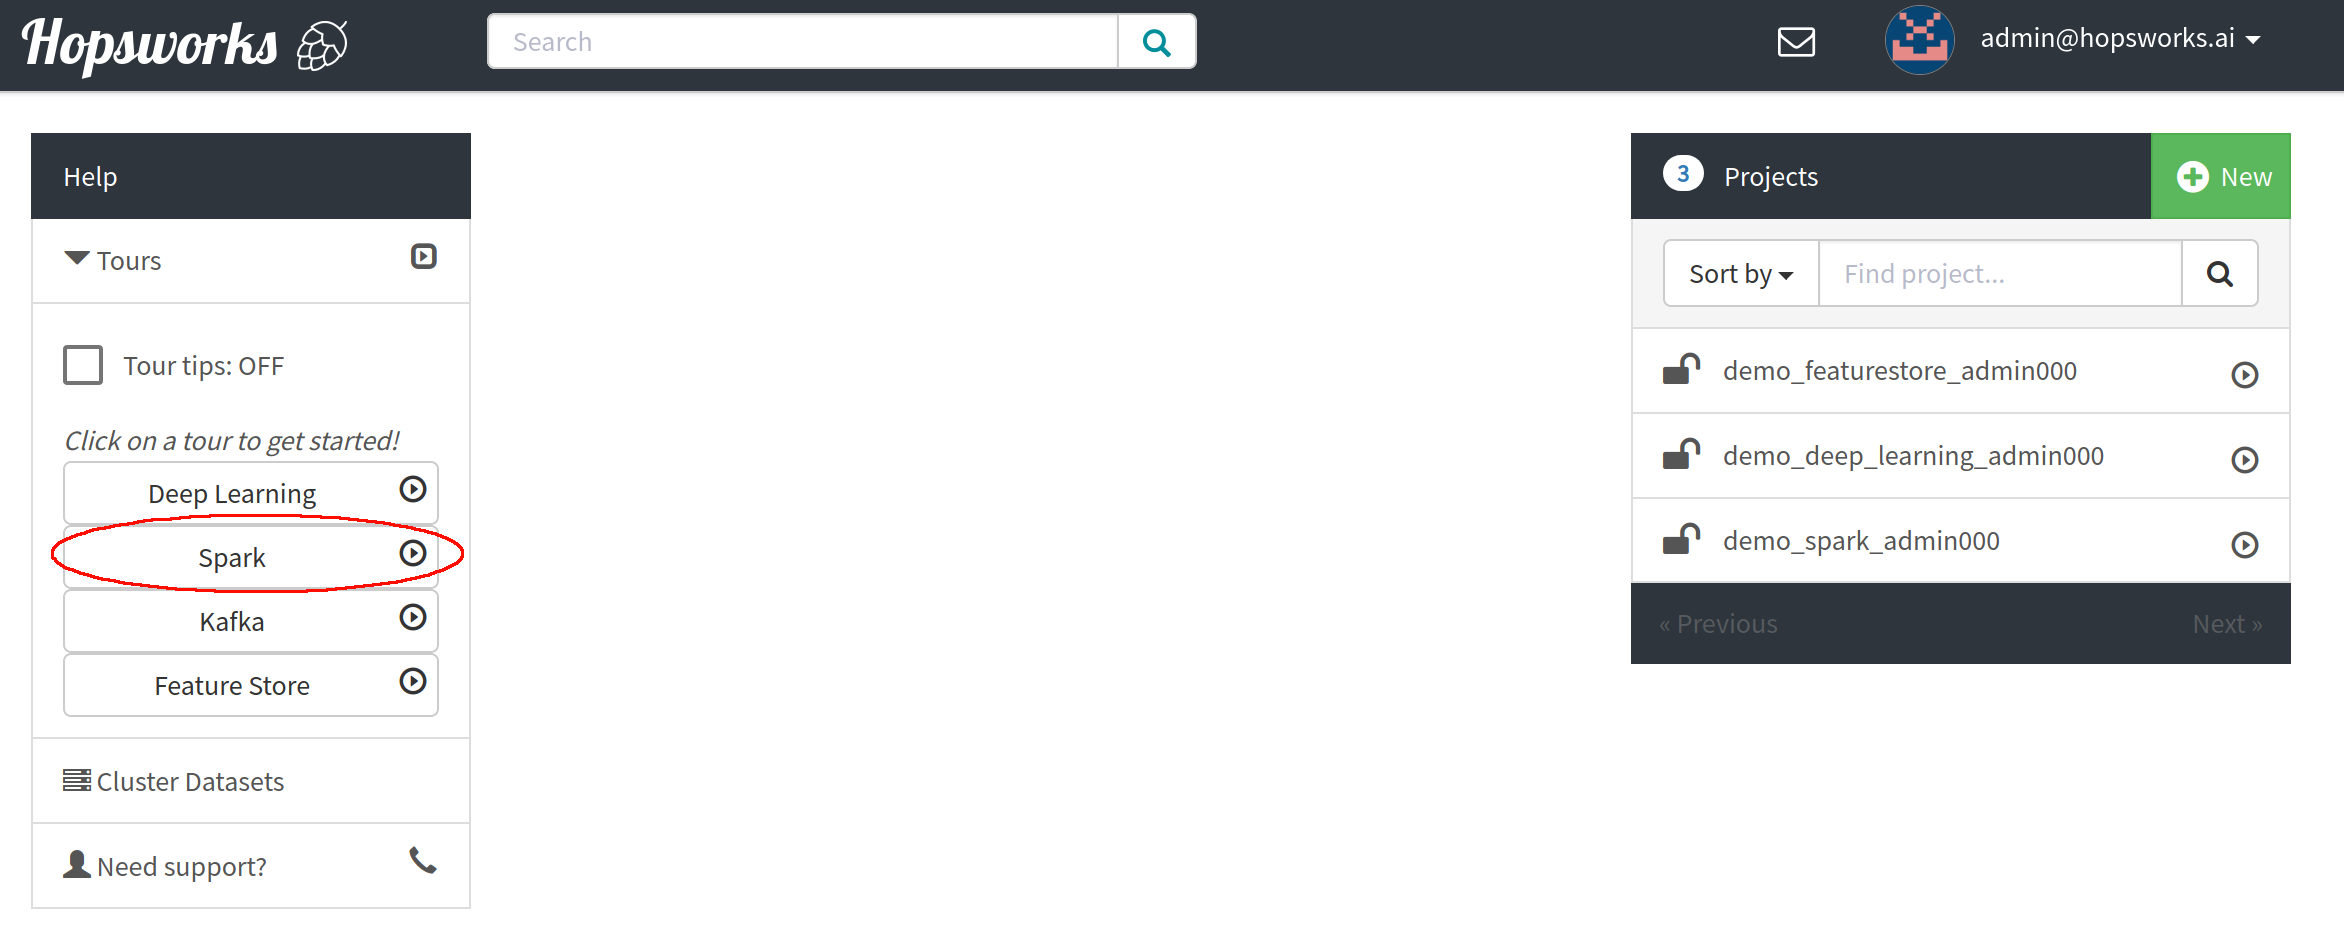 Hopsworks
Search
admin@hopsworks.ai
Help
Tours
Tour tips: OFF
Click on a tour to get started!
Deep Learning
Spark
Kafka
Feature Store
Cluster Datasets
Need support?
3 Projects
New
Sort by
Find project...
demo_featurestore_admin000
demo_deep_learning_admin000
demo_spark_admin000
« Previous
Next »